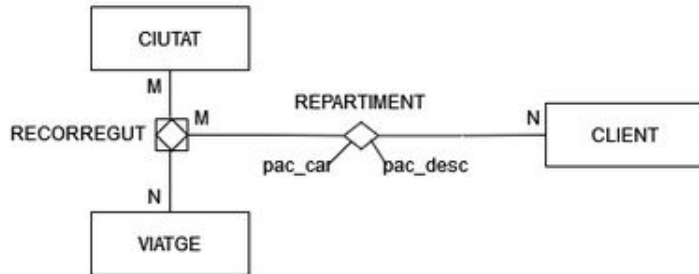 CIUTAT
M
REPARTIMENT
RECORREGUT
M
N
CLIENT
pac_car
pac_desc
N
VIATGE